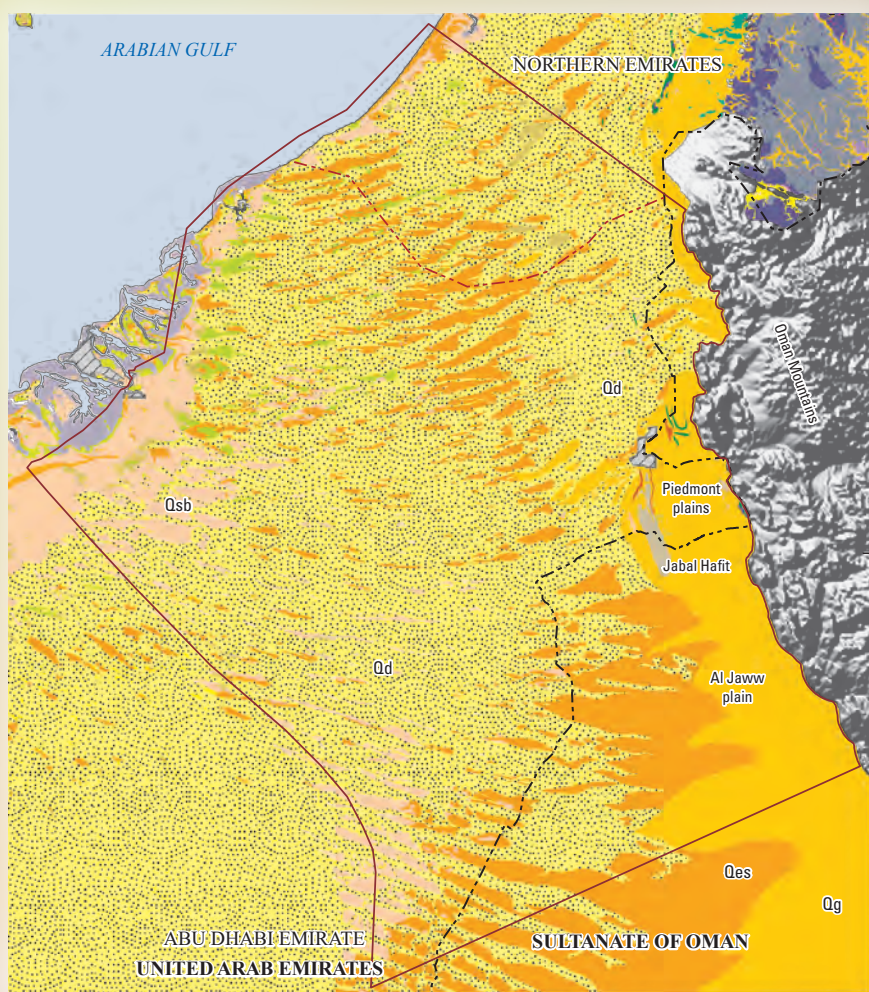 ARABIAN GULF
NORTHERN EMIRATES
Oman Mountains
Qd
Piedmont
plains
Qsb
Jabal Hafit
Qd
Al Jaww
plain
Qes
Qg
ABU DHABI EMIRATE
SULTANATE OF OMAN
UNITED ARAB EMIRATES